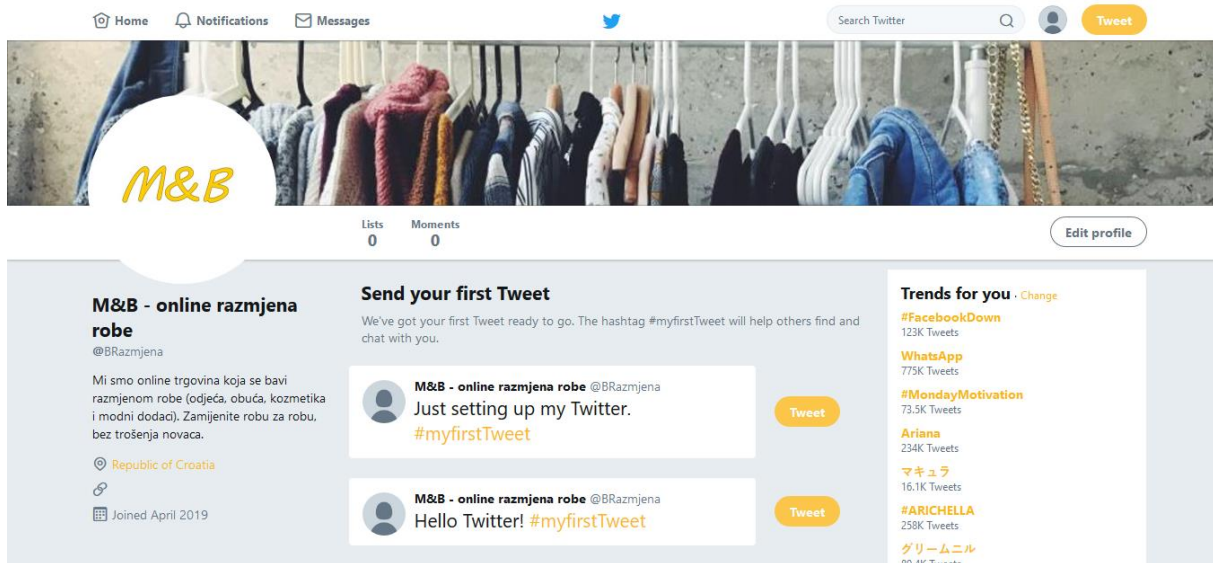 Home Notifications Messages Search Twitter Tweet
M&B
Lists Moments
0 0
Edit profile
M&B - online razmjena
robe
@BRazmjena
Mi smo online trgovina koja se bavi
razmjenom robe (odjeća, obuća, kozmetika
i modni dodaci). Zamijenite robu za robu,
bez trošenja novaca.
Republic of Croatia
Joined April 2019
Send your first Tweet
We've got your first Tweet ready to go. The hashtag #myfirstTweet will help others find and
chat with you.
M&B - online razmjena robe @BRazmjena
Just setting up my Twitter.
#myfirstTweet
Tweet
M&B - online razmjena robe @BRazmjena
Hello Twitter! #myfirstTweet
Tweet
Trends for you · Change
#FacebookDown
123K Tweets
WhatsApp
775K Tweets
#MondayMotivation
73.5K Tweets
Ariana
234K Tweets
マキュラ
16.1K Tweets
#ARICHELLA
258K Tweets
グリームニル